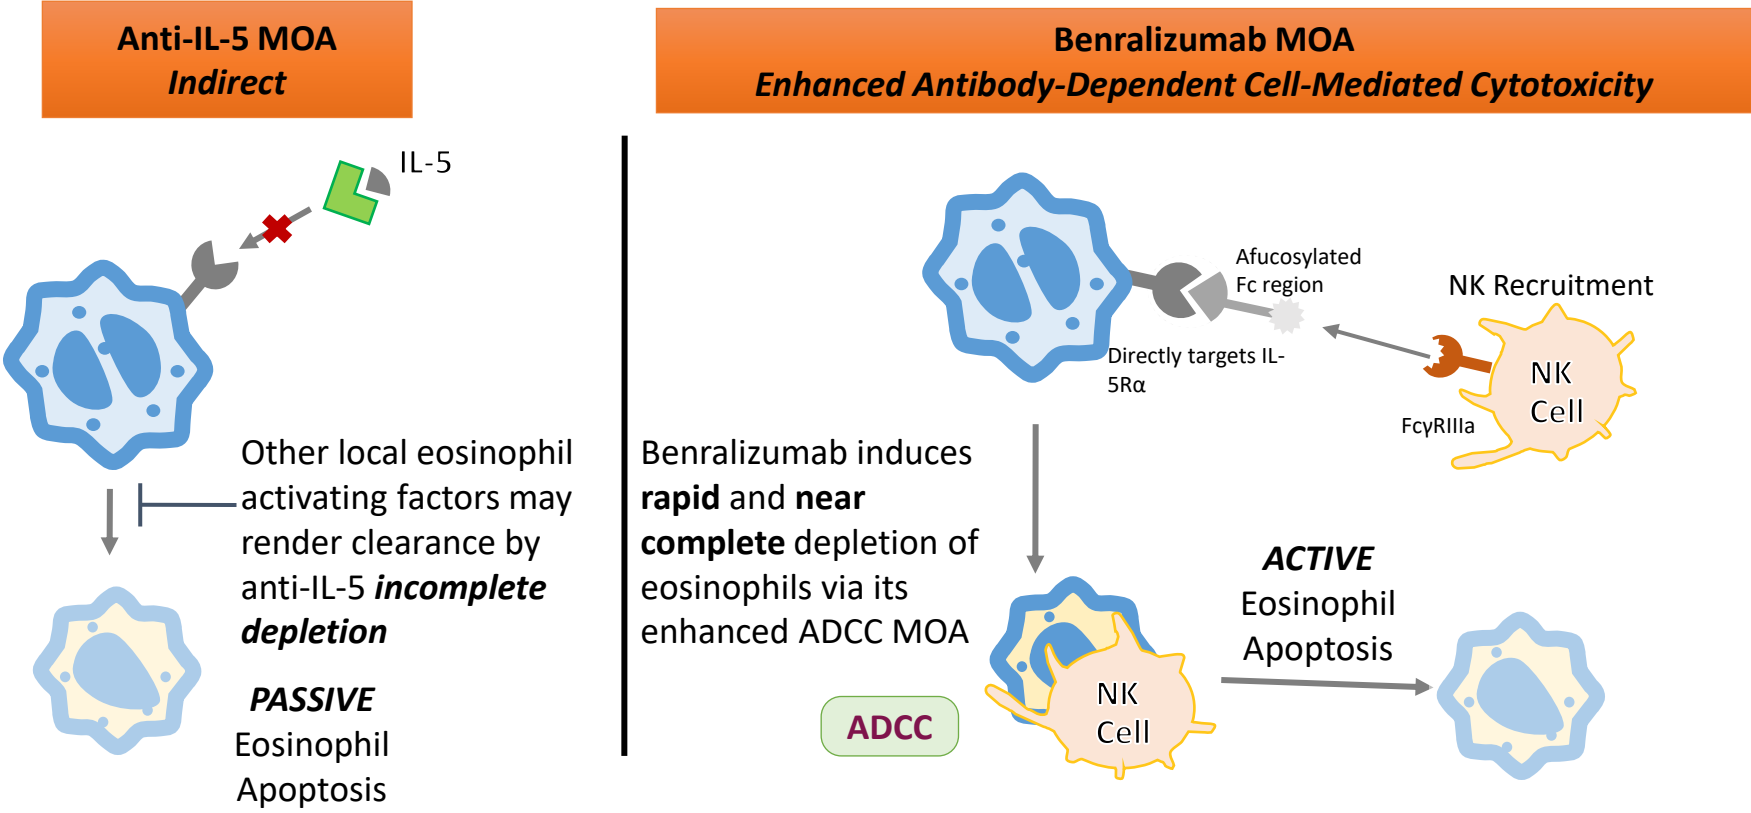 Anti-IL-5 MOA
Indirect
IL-5
Other local eosinophil
activating factors may
render clearance by
anti-IL-5 incomplete
depletion
PASSIVE
Eosinophil
Apoptosis
Benralizumab MOA
Enhanced Antibody-Dependent Cell-Mediated Cytotoxicity
Afucosylated
Fc region
Directly targets IL-
5Rα
NK Recruitment
NK
Cell
FcγRIIIa
Benralizumab induces
rapid and near
complete depletion of
eosinophils via its
enhanced ADCC MOA
ADCC
NK
Cell
ACTIVE
Eosinophil
Apoptosis